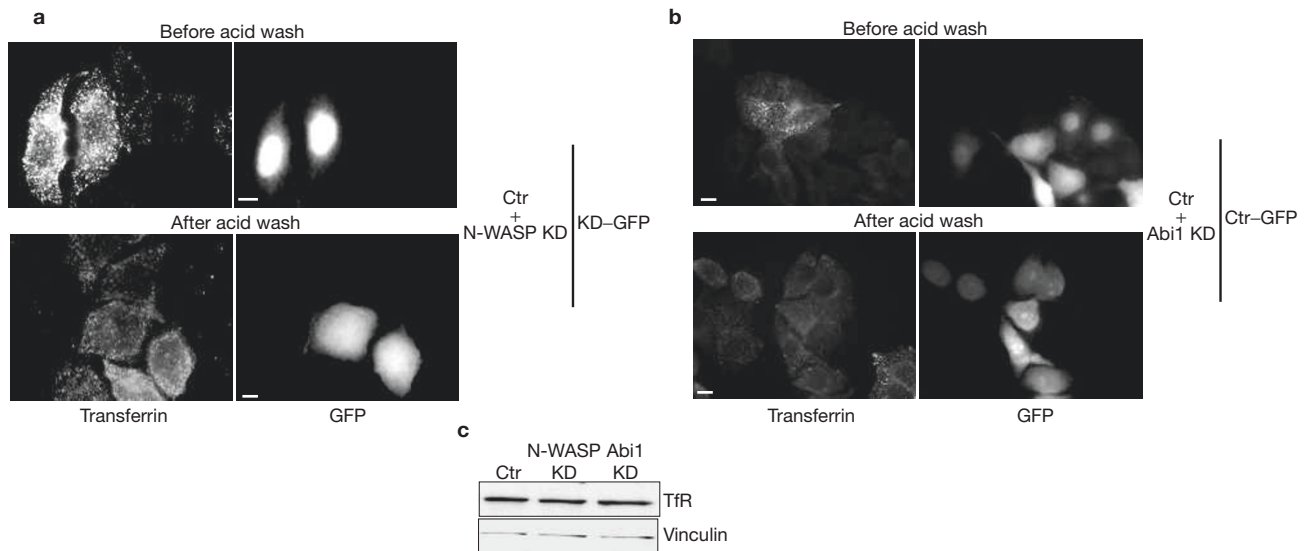 a
Before acid wash
After acid wash
Transferrin
GFP
Ctr
+
N-WASP KD
KD–GFP
b
Before acid wash
After acid wash
Transferrin
GFP
Ctr
+
Abi1 KD
Ctr–GFP
c
N-WASP Abi1
Ctr KD KD
TfR
Vinculin